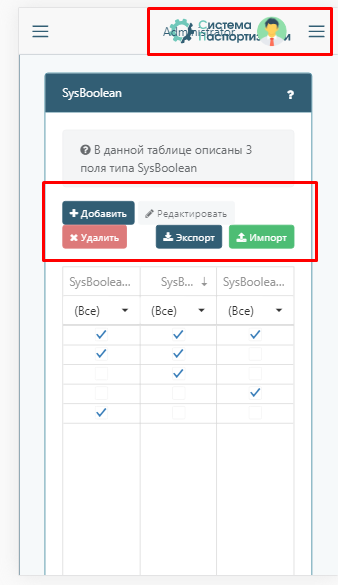 Система
Administrator
Паспортизации
SysBoolean
?
? В данной таблице описаны 3
поля типа SysBoolean
Добавить Редактировать
Удалить Экспорт Импорт
SysBoolea... SysB... ↓ SysBoolea...
(Все) (Все) (Все)